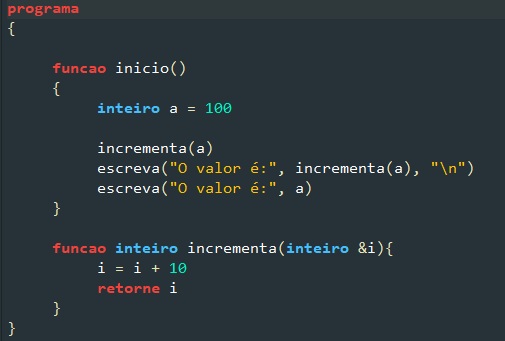 programa
{
funcao inicio()
{
inteiro a = 100
incrementa(a)
escreva("O valor é:", incrementa(a), "\n")
escreva("O valor é:", a)
}
funcao inteiro incrementa(inteiro &i){
i = i + 10
retorne i
}
}